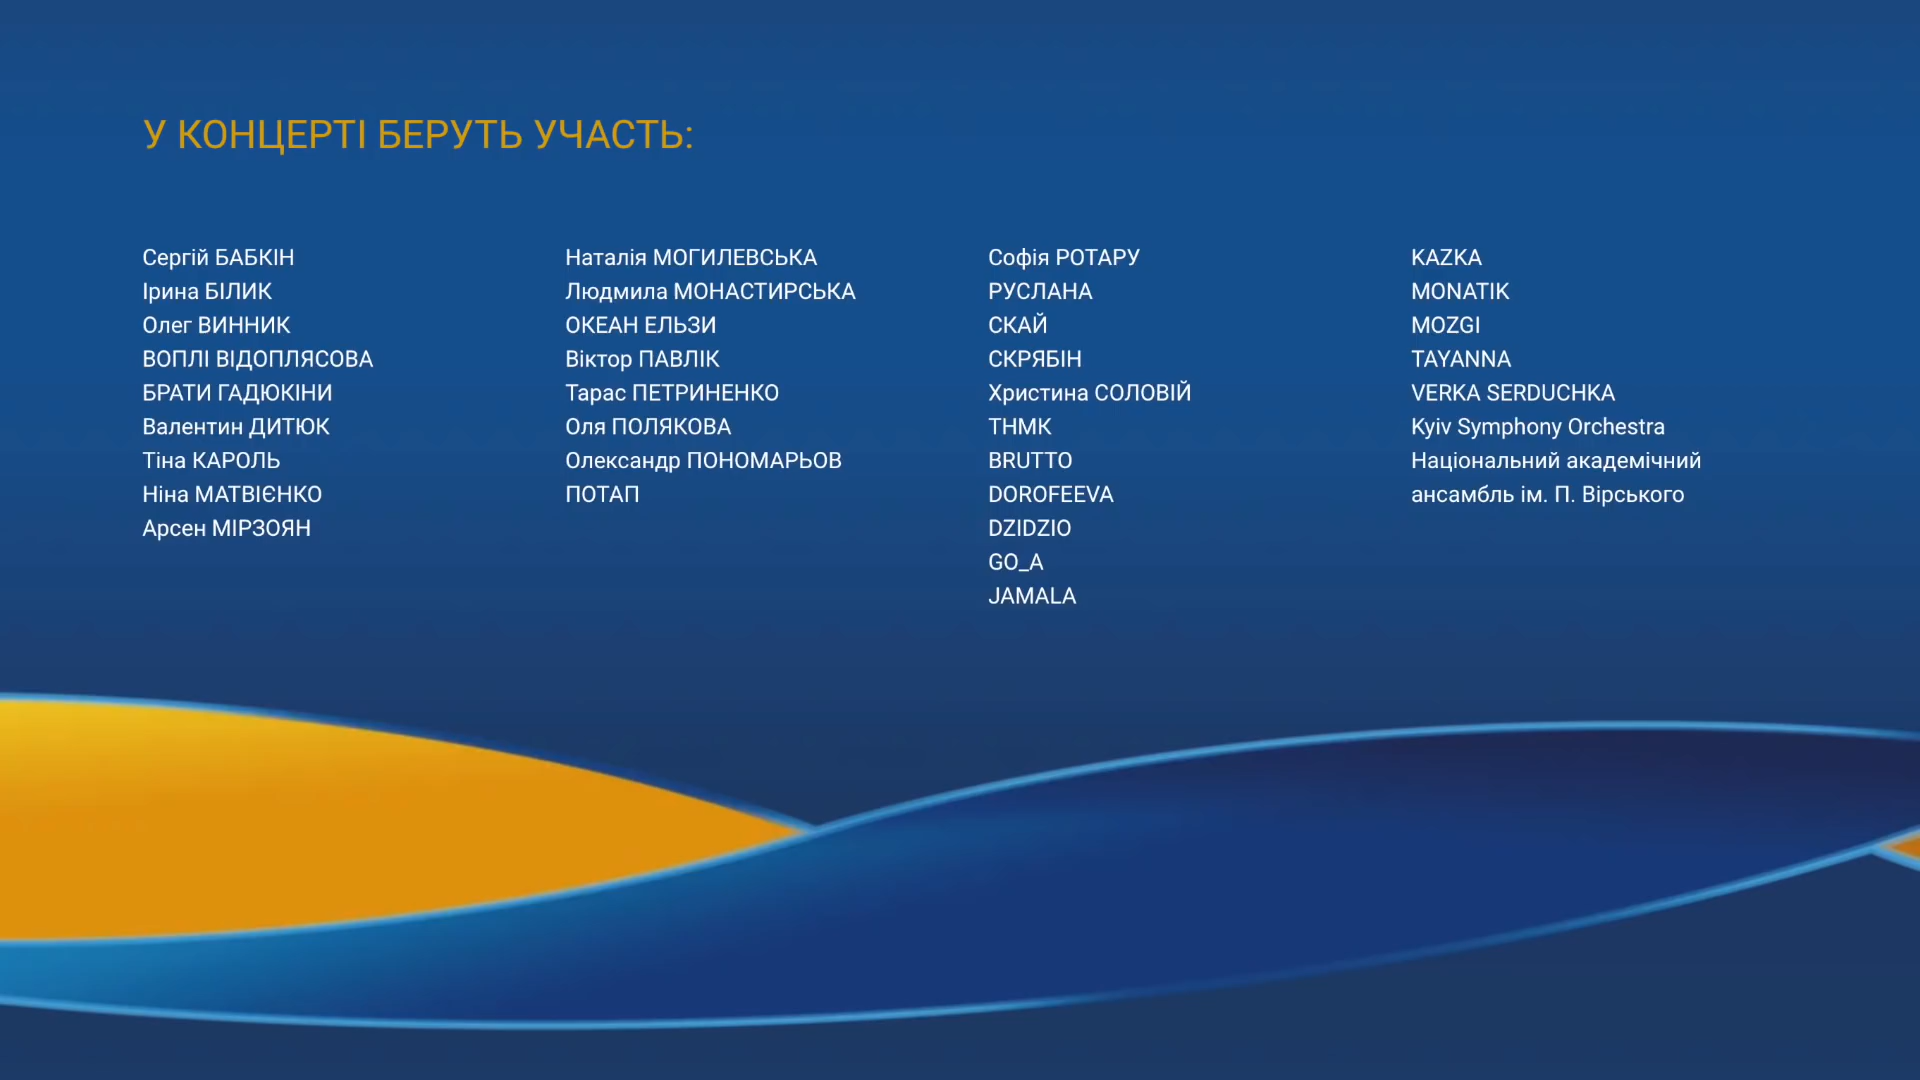 У КОНЦЕРТІ БЕРУТЬ УЧАСТЬ:
Сергій БАБКІН
Ірина БІЛИК
Олег ВИННИК
ВОПЛІ ВІДОПЛЯСОВА
БРАТИ ГАДЮКІНИ
Валентин ДИТЮК
Тіна КАРОЛЬ
Ніна МАТВІЄНКО
Арсен МІРЗОЯН
Наталія МОГИЛЕВСЬКА
Людмила МОНАСТИРСЬКА
ОКЕАН ЕЛЬЗИ
Віктор ПАВЛІК
Тарас ПЕТРИНЕНКО
Оля ПОЛЯКОВА
Олександр ПОНОМАРЬОВ
ПОТАП
Софія РОТАРУ
РУСЛАНА
СКАЙ
СКРЯБІН
Христина СОЛОВІЙ
ТНМК
BRUTTO
DOROFEEVA
DZIDZIO
GO_A
JAMALA
KAZKA
MONATIK
MOZGI
TAYANNA
VERKA SERDUCHKA
Kyiv Symphony Orchestra
Національний академічний
ансамбль ім. П. Вірського